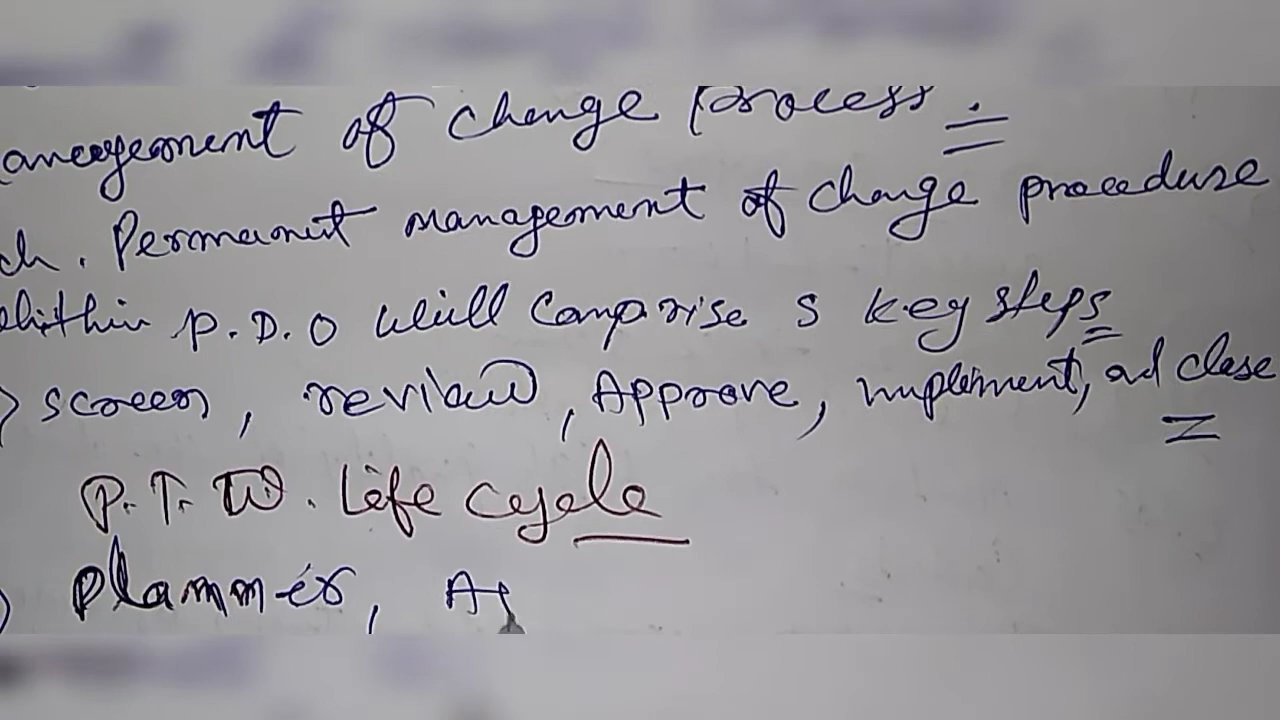 anagement of change process :
ch. Permanent management of change procedure
within P.D.O will comprise 5 key steps
screen, review, Approve, implement, and close
P.T.W. Life cycle
planner, Ap